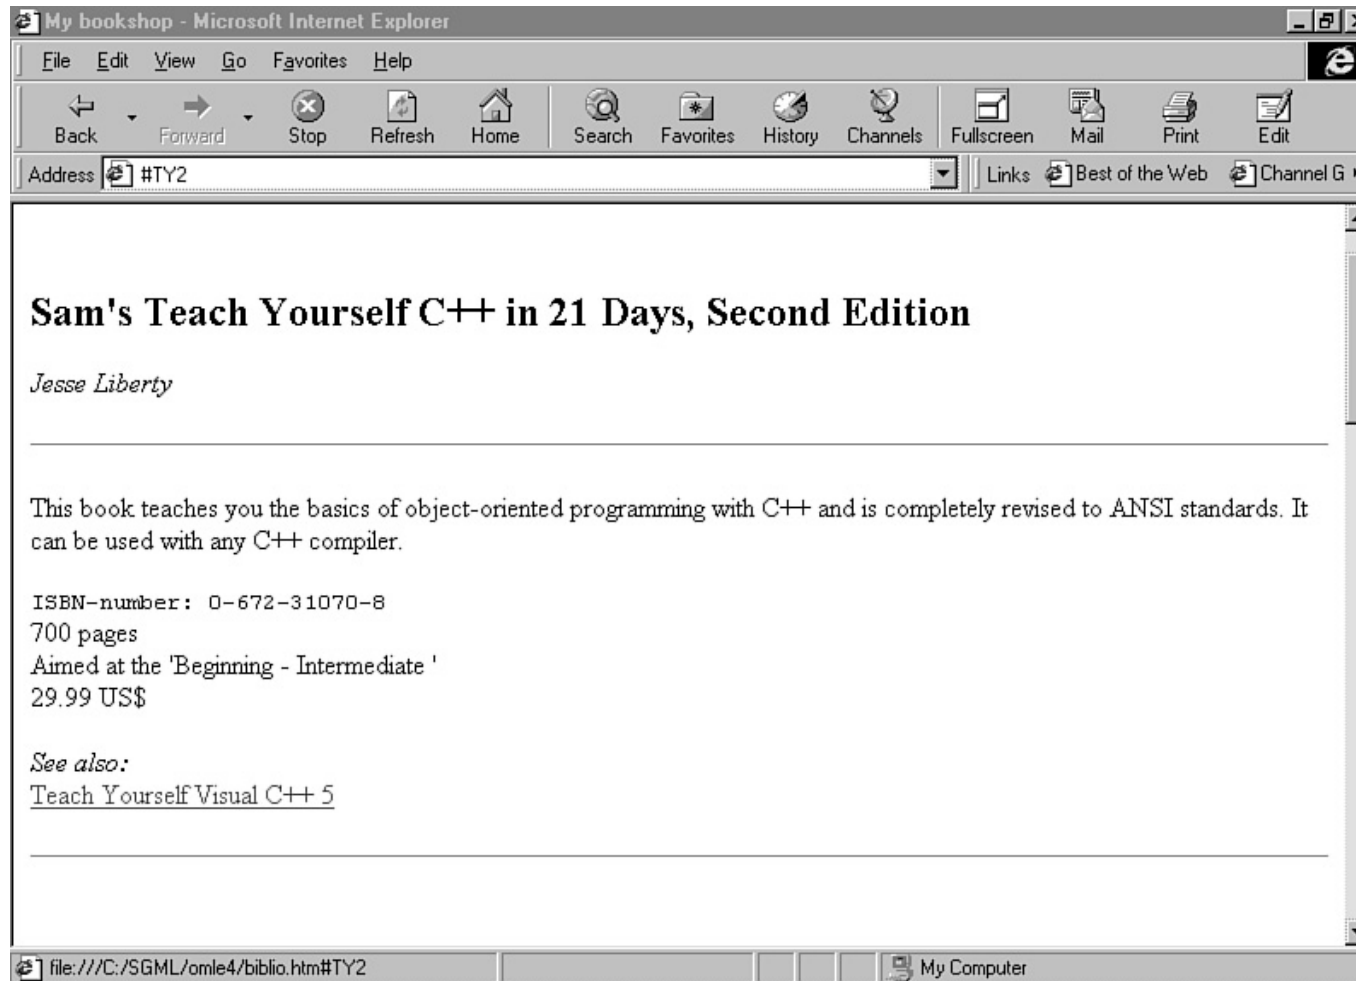 My bookshop - Microsoft Internet Explorer
File Edit View Go Favorites Help
Back Forward Stop Refresh Home Search Favorites History Channels Fullscreen Mail Print Edit
Address #TY2 Links Best of the Web Channel G
Sam's Teach Yourself C++ in 21 Days, Second Edition
Jesse Liberty
This book teaches you the basics of object-oriented programming with C++ and is completely revised to ANSI standards. It
can be used with any C++ compiler.
ISBN-number: 0-672-31070-8
700 pages
Aimed at the 'Beginning - Intermediate '
29.99 US$
See also:
Teach Yourself Visual C++ 5
file:///C:/SGML/omle4/biblio.htm#TY2 My Computer